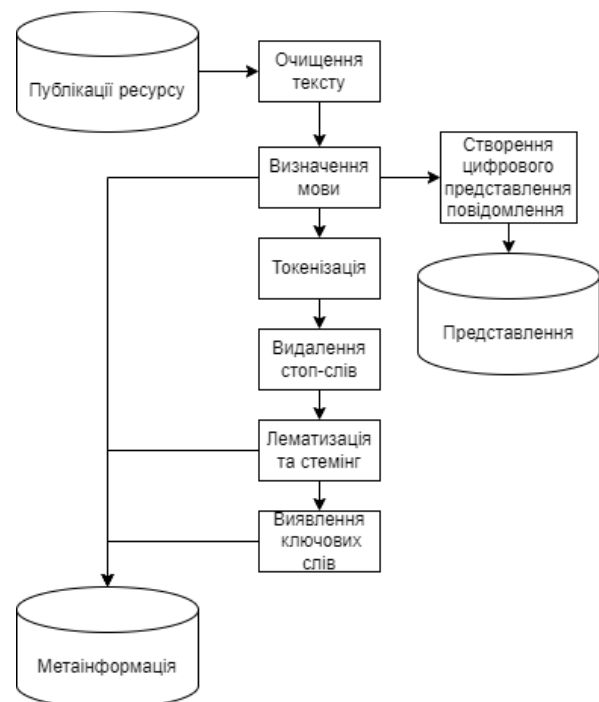 Публікації ресурсу
Очищення
тексту
Визначення
мови
Створення
цифрового
представлення
повідомлення
Токенізація
Представлення
Видалення
стоп-слів
Лематизація
та стемінг
Виявлення
ключових
слів
Метаінформація